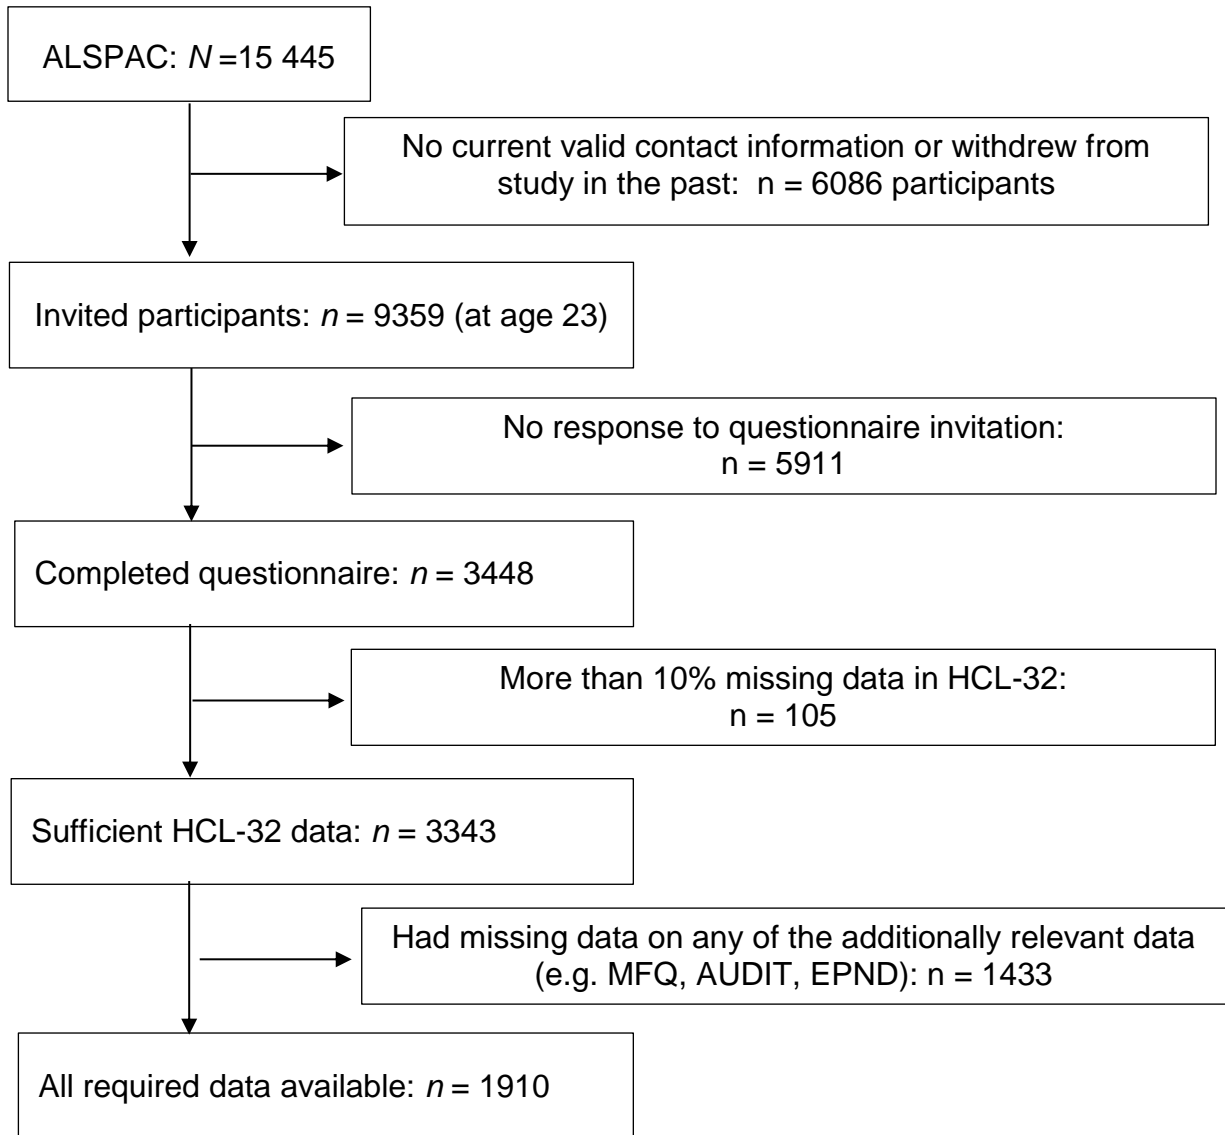 ALSPAC: N =15 445
No current valid contact information or withdrew from
study in the past:  n = 6086 participants
Invited participants: n = 9359 (at age 23)
No response to questionnaire invitation:
n = 5911
Completed questionnaire: n = 3448
More than 10% missing data in HCL-32:
n = 105
Sufficient HCL-32 data: n = 3343
Had missing data on any of the additionally relevant data
(e.g. MFQ, AUDIT, EPND): n = 1433
All required data available: n = 1910